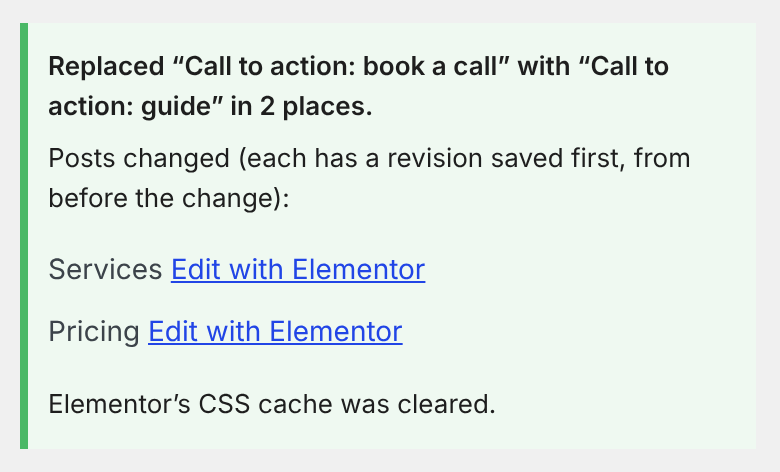 Replaced “Call to action: book a call” with “Call to
action: guide” in 2 places.
Posts changed (each has a revision saved first, from
before the change):
Services Edit with Elementor
Pricing Edit with Elementor
Elementor’s CSS cache was cleared.